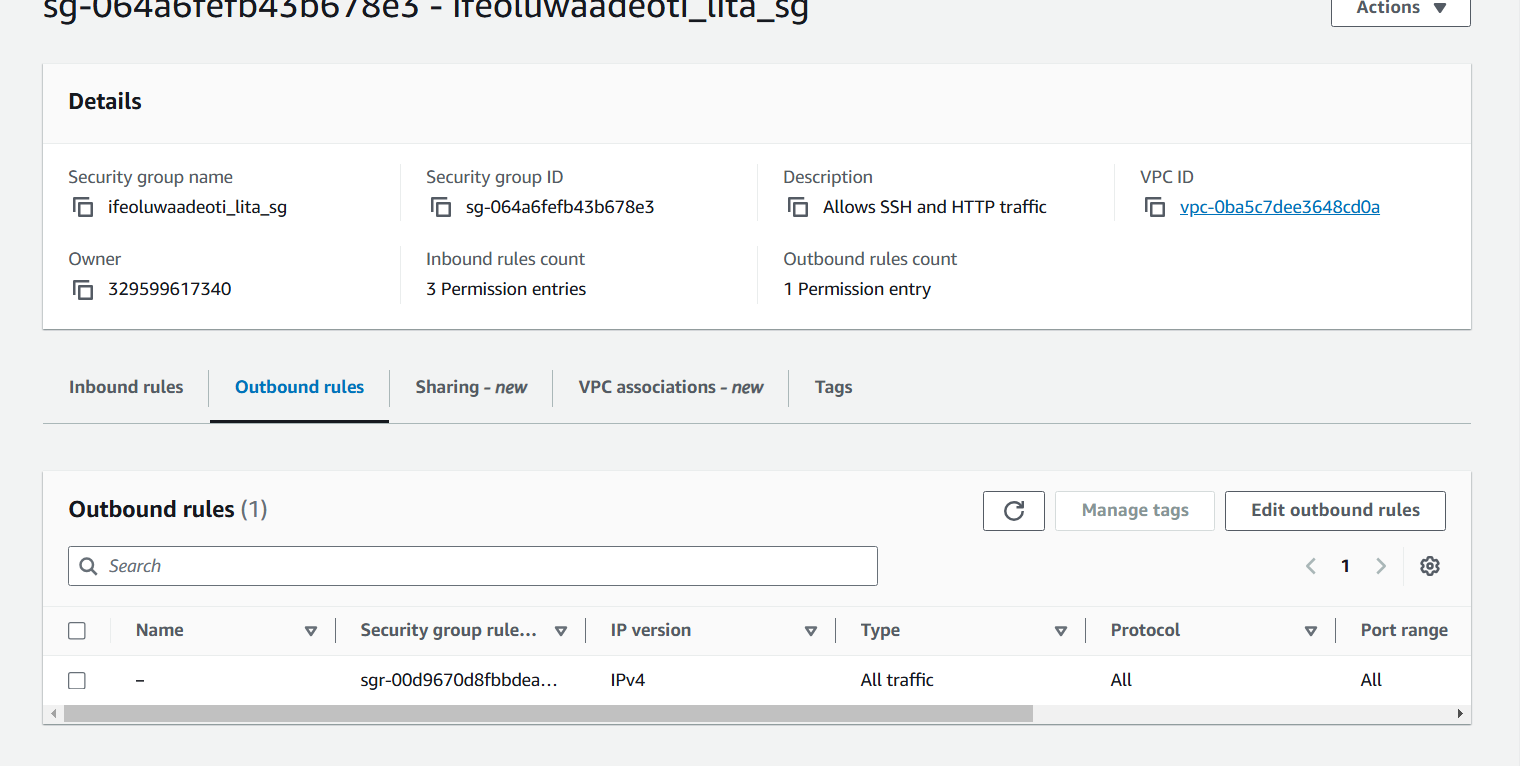 sg-064a6fefb43b678e3 - ifeoluwaadeoti_lita_sg
Actions
Details
Security group name
ifeoluwaadeoti_lita_sg
Security group ID
sg-064a6fefb43b678e3
Description
Allows SSH and HTTP traffic
VPC ID
vpc-0ba5c7dee3648cd0a
Owner
329599617340
Inbound rules count
3 Permission entries
Outbound rules count
1 Permission entry
Inbound rules
Outbound rules
Sharing - new
VPC associations - new
Tags
Outbound rules (1)
Manage tags
Edit outbound rules
Search
1
Name
Security group rule...
IP version
Type
Protocol
Port range
–
sgr-00d9670d8fbbdea...
IPv4
All traffic
All
All